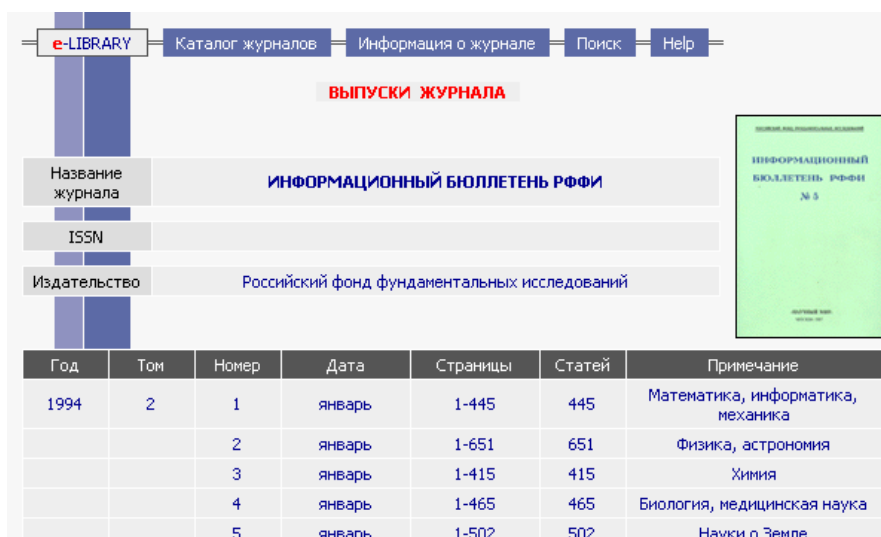 e-LIBRARY Каталог журналов Информация о журнале Поиск Help
ВЫПУСКИ ЖУРНАЛА
ИНФОРМАЦИОННЫЙ
БЮЛЛЕТЕНЬ РФФИ
№ 5
Название журнала ИНФОРМАЦИОННЫЙ БЮЛЛЕТЕНЬ РФФИ
ISSN
Издательство Российский фонд фундаментальных исследований
Год Том Номер Дата Страницы Статей Примечание
1994 2 1 январь 1-445 445 Математика, информатика, механика
2 январь 1-651 651 Физика, астрономия
3 январь 1-415 415 Химия
4 январь 1-465 465 Биология, медицинская наука
5 январь 1-502 502 Науки о Земле